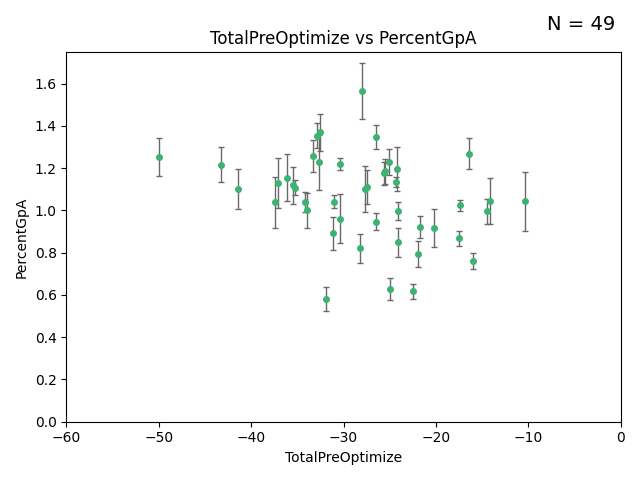 N = 49
TotalPreOptimize vs PercentGpA
1.6
1.4
1.2
1.0
0.8
0.6
0.4
0.2
0.0
PercentGpA
−60 −50 −40 −30 −20 −10 0
TotalPreOptimize